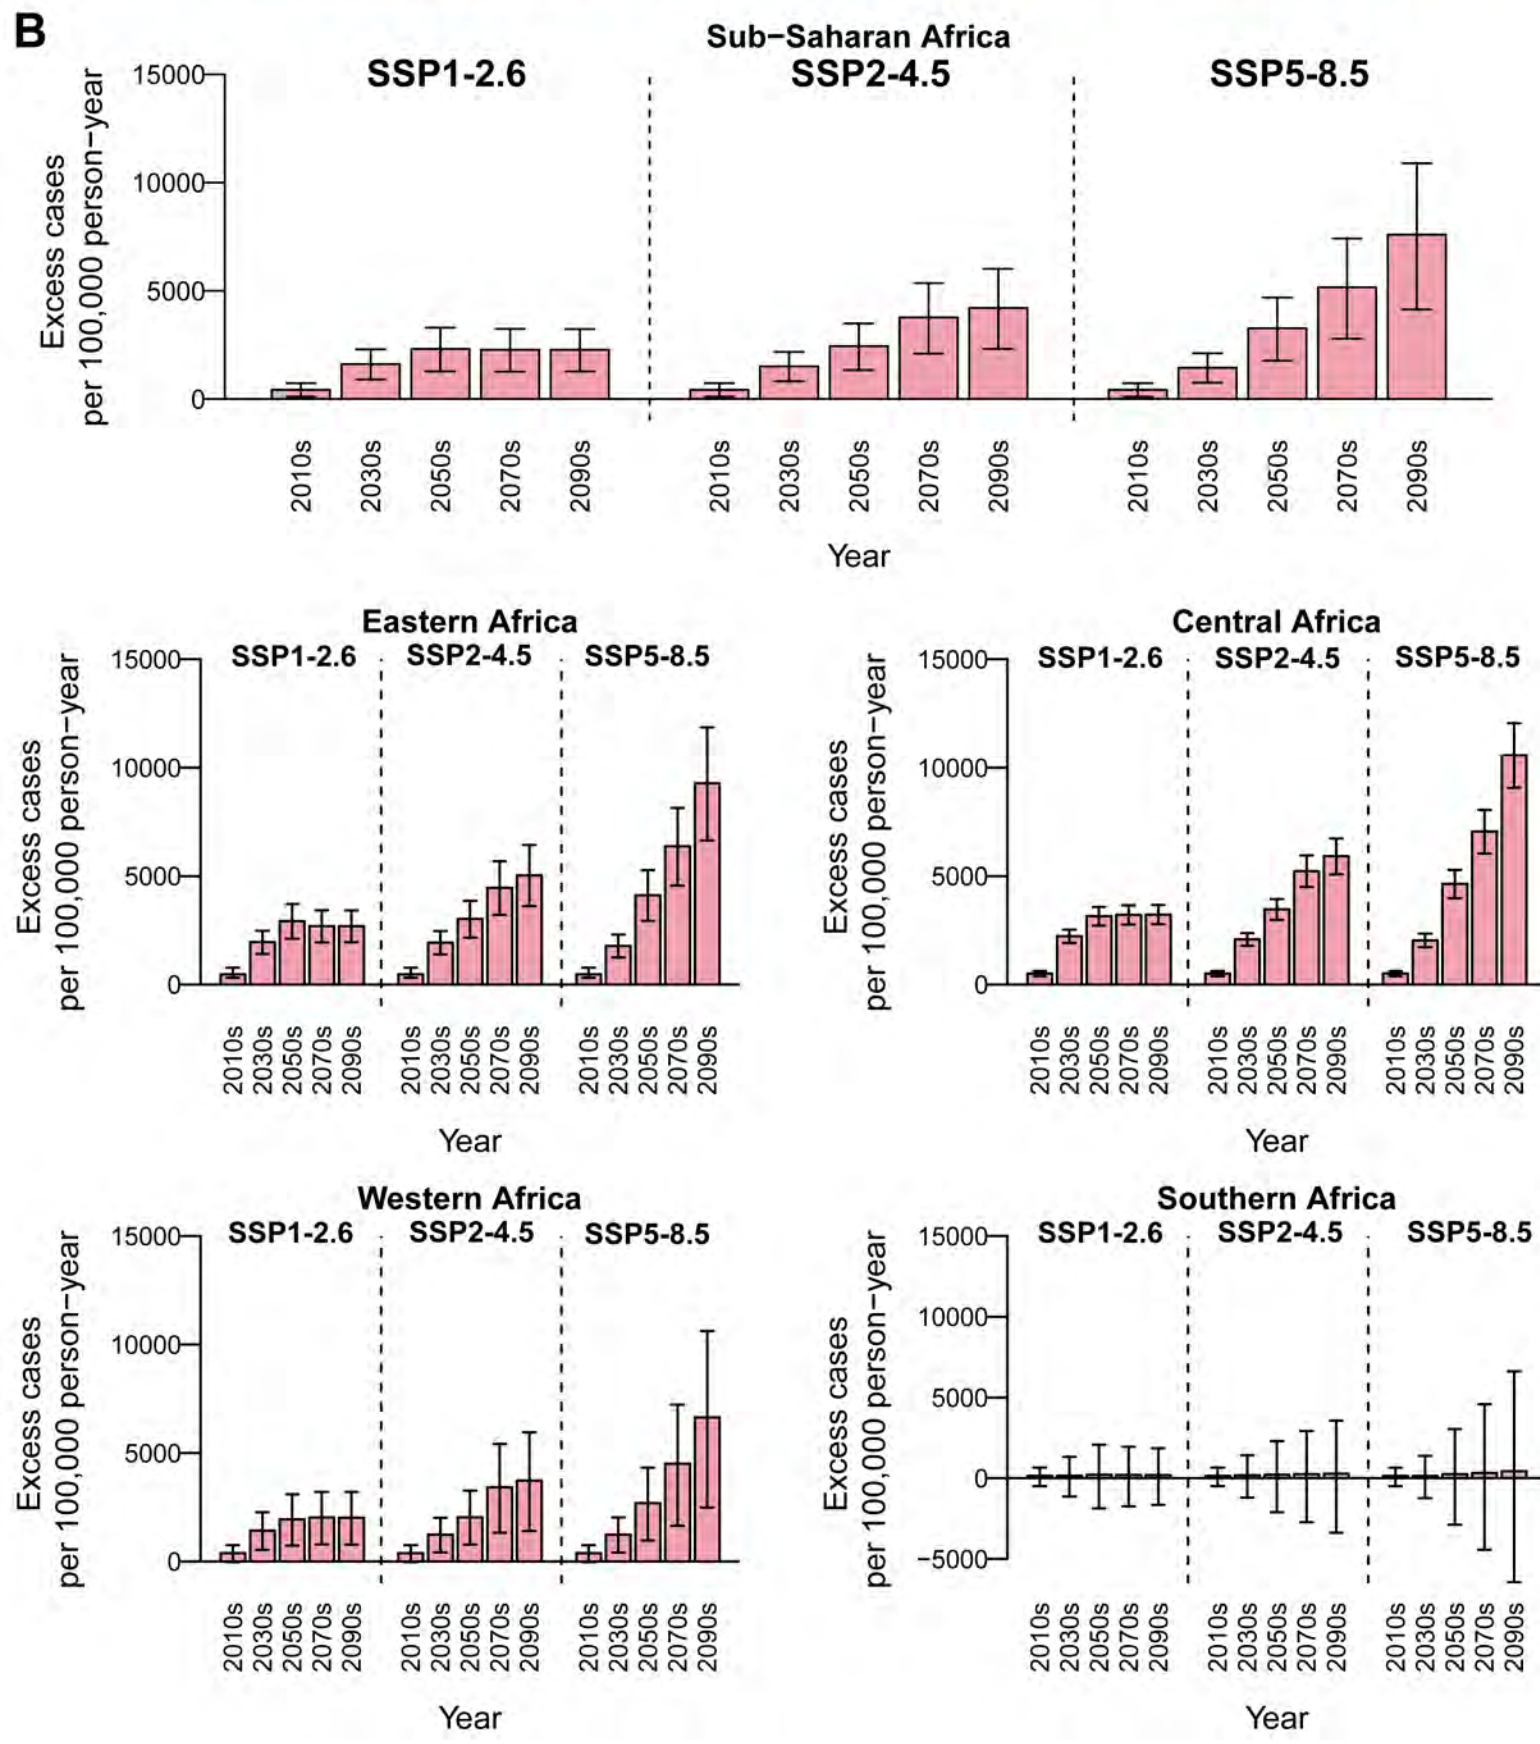 B
Sub−Saharan Africa
SSP1-2.6 SSP2-4.5 SSP5-8.5
Excess cases
per 100,000 person−year
15000
10000
5000
0
2010s 2030s 2050s 2070s 2090s 2010s 2030s 2050s 2070s 2090s 2010s 2030s 2050s 2070s 2090s
Year
Eastern Africa
SSP1-2.6 SSP2-4.5 SSP5-8.5
Excess cases
per 100,000 person−year
15000
10000
5000
0
2010s 2030s 2050s 2070s 2090s 2010s 2030s 2050s 2070s 2090s 2010s 2030s 2050s 2070s 2090s
Year
Central Africa
SSP1-2.6 SSP2-4.5 SSP5-8.5
Excess cases
per 100,000 person−year
15000
10000
5000
0
2010s 2030s 2050s 2070s 2090s 2010s 2030s 2050s 2070s 2090s 2010s 2030s 2050s 2070s 2090s
Year
Western Africa
SSP1-2.6 SSP2-4.5 SSP5-8.5
Excess cases
per 100,000 person−year
15000
10000
5000
0
2010s 2030s 2050s 2070s 2090s 2010s 2030s 2050s 2070s 2090s 2010s 2030s 2050s 2070s 2090s
Year
Southern Africa
SSP1-2.6 SSP2-4.5 SSP5-8.5
Excess cases
per 100,000 person−year
15000
10000
5000
0
−5000
2010s 2030s 2050s 2070s 2090s 2010s 2030s 2050s 2070s 2090s 2010s 2030s 2050s 2070s 2090s
Year